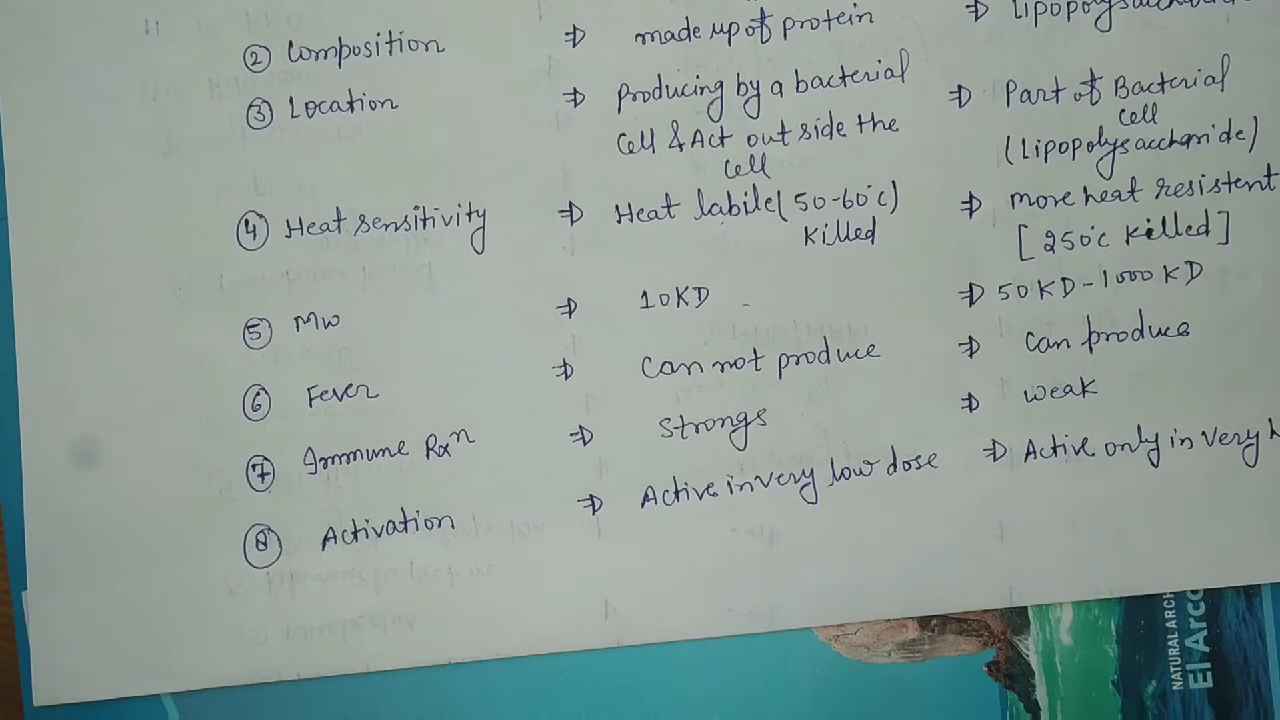 ② Composition ⇒ made up of protein ⇒ Lipopolysaccharide
③ Location ⇒ Producing by a bacterial ⇒ Part of Bacterial
cell & Act out side the cell
cell (Lipopolysaccharide)
④ Heat sensitivity ⇒ Heat labile (50-60°c) ⇒ more heat resistent
killed [250°c killed]
⑤ Mw ⇒ 10KD - ⇒ 50KD-1000KD
⑥ Fever ⇒ Can not produce ⇒ can produce
⑦ Immune Rxⁿ ⇒ Strongs ⇒ weak
⑧ Activation ⇒ Active in very low dose ⇒ Active only in very
NATURAL ARCH
El Arco